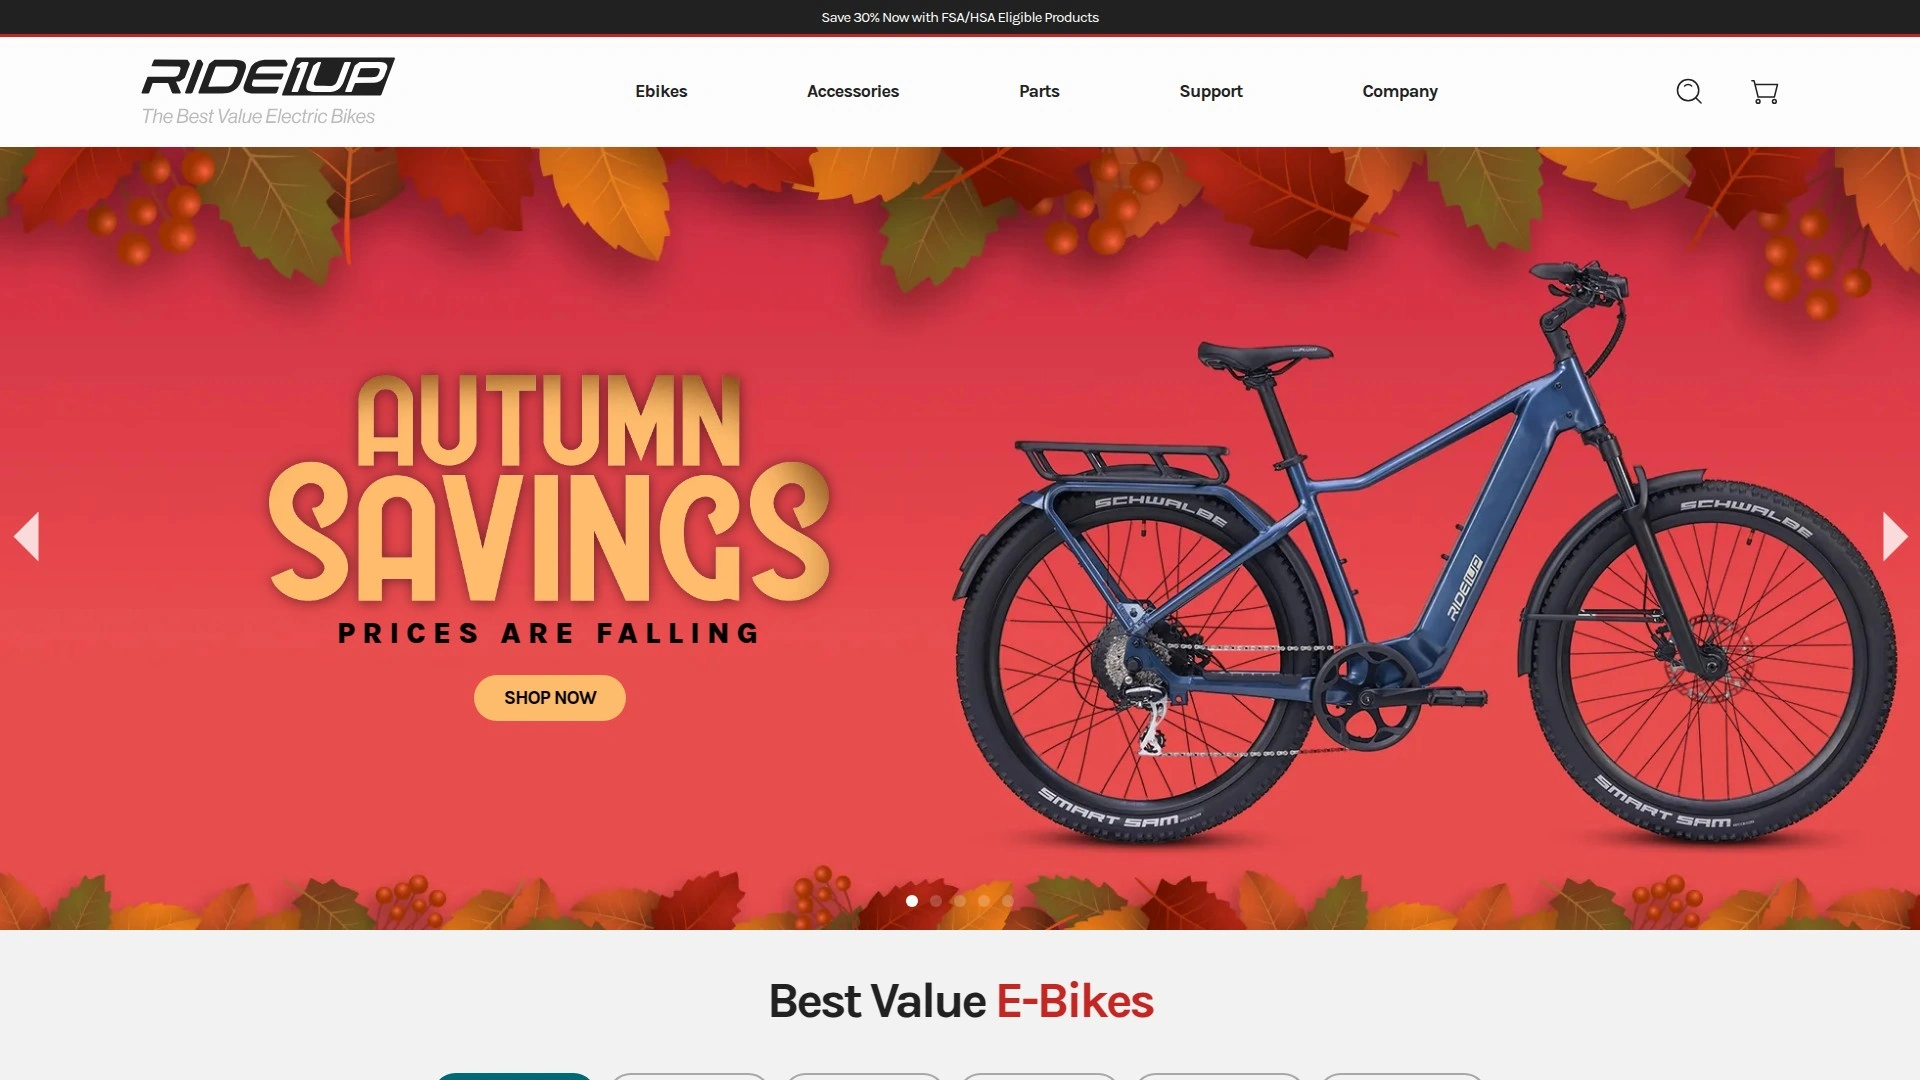 Save 30% Now with FSA/HSA Eligible Products
RIDE1UP
The Best Value Electric Bikes
Ebikes
Accessories
Parts
Support
Company
AUTUMN
SAVINGS
PRICES ARE FALLING
SHOP NOW
SCHWALBE
SCHWALBE
RIDE1UP
SMART SAM
SMART SAM
Best Value E-Bikes